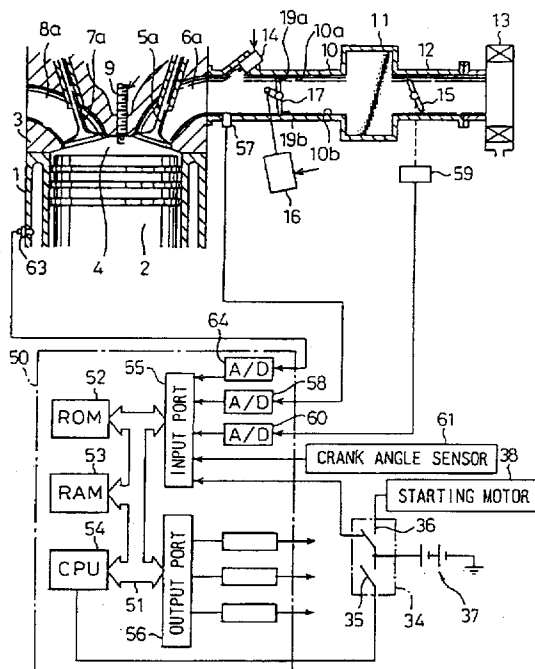 8a 7a 5a 6a 14 19a 10a 10 11 12 13
9
3
17
15
19b 10b
57
1
16
59
63
4 2
64
50
55
A/D
52
58
ROM
A/D
INPUT PORT
60
53
A/D
61
RAM
CRANK ANGLE SENSOR
38
STARTING MOTOR
54
36
CPU
OUTPUT PORT
51
35
34
37
56